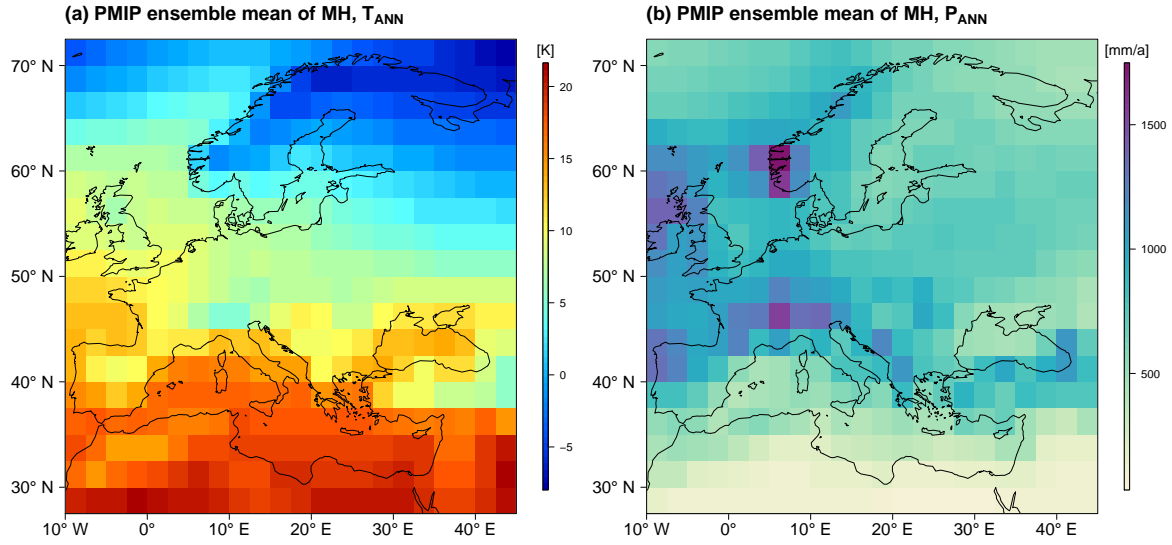 (a) PMIP ensemble mean of MH, T_ANN
[K]
70° N
60° N
50° N
40° N
30° N
10° W 0° 10° E 20° E 30° E 40° E
20
15
10
5
0
−5
(b) PMIP ensemble mean of MH, P_ANN
[mm/a]
70° N
60° N
50° N
40° N
30° N
10° W 0° 10° E 20° E 30° E 40° E
1500
1000
500